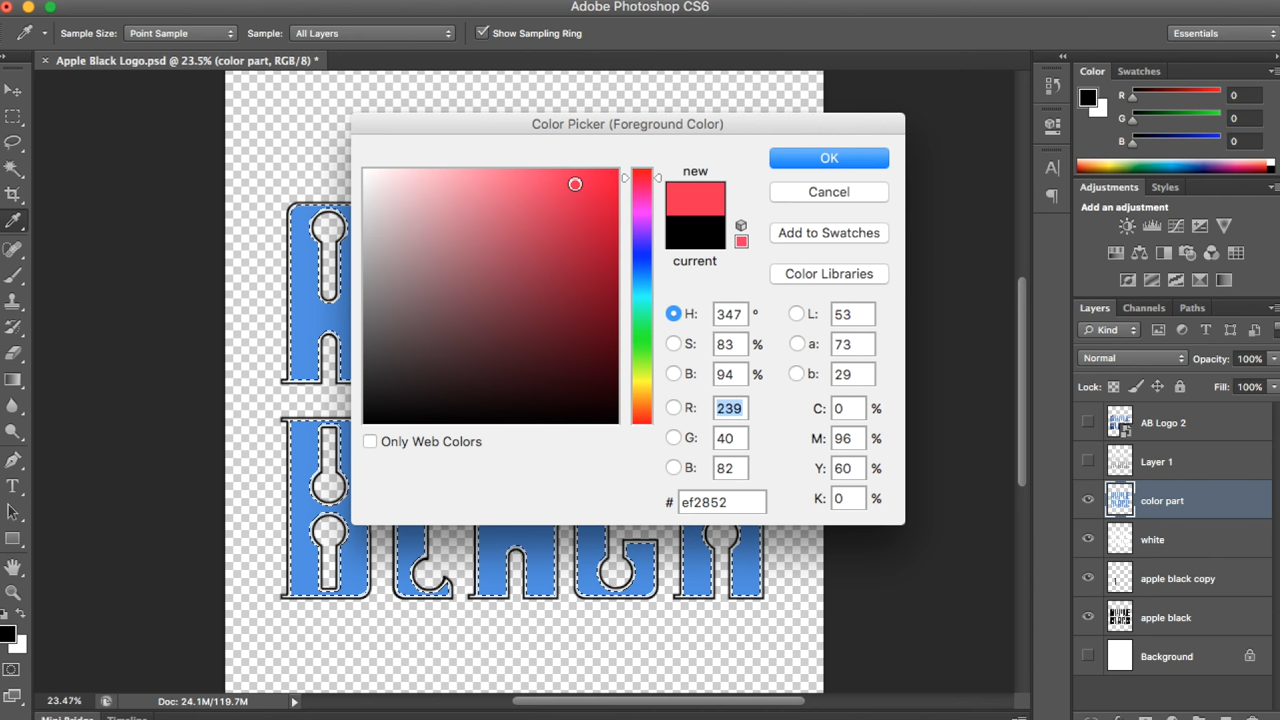 Adobe Photoshop CS6
Sample Size: Point Sample Sample: All Layers Show Sampling Ring Essentials
× Apple Black Logo.psd @ 23.5% (color part, RGB/8) *
Color Swatches
R 0
G 0
B 0
Adjustments Styles
Add an adjustment
Layers Channels Paths
Kind
Normal Opacity: 100%
Lock: Fill: 100%
AB Logo 2
Layer 1
color part
white
apple black copy
apple black
Background
Color Picker (Foreground Color)
new
current
OK
Cancel
Add to Swatches
Color Libraries
H: 347 ° L: 53
S: 83 % a: 73
B: 94 % b: 29
R: 239 C: 0 %
G: 40 M: 96 %
B: 82 Y: 60 %
# ef2852 K: 0 %
Only Web Colors
23.47% Doc: 24.1M/119.7M
Mini Bridge Timeline